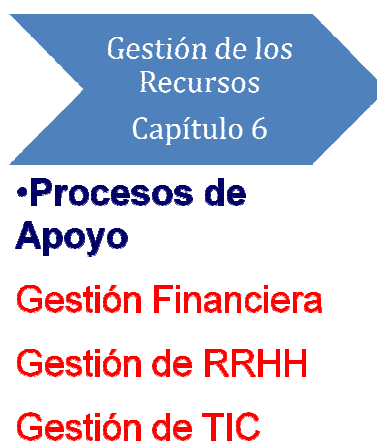 Gestión de los
Recursos
Capítulo 6
•Procesos de
Apoyo
Gestión Financiera
Gestión de RRHH
Gestión de TIC